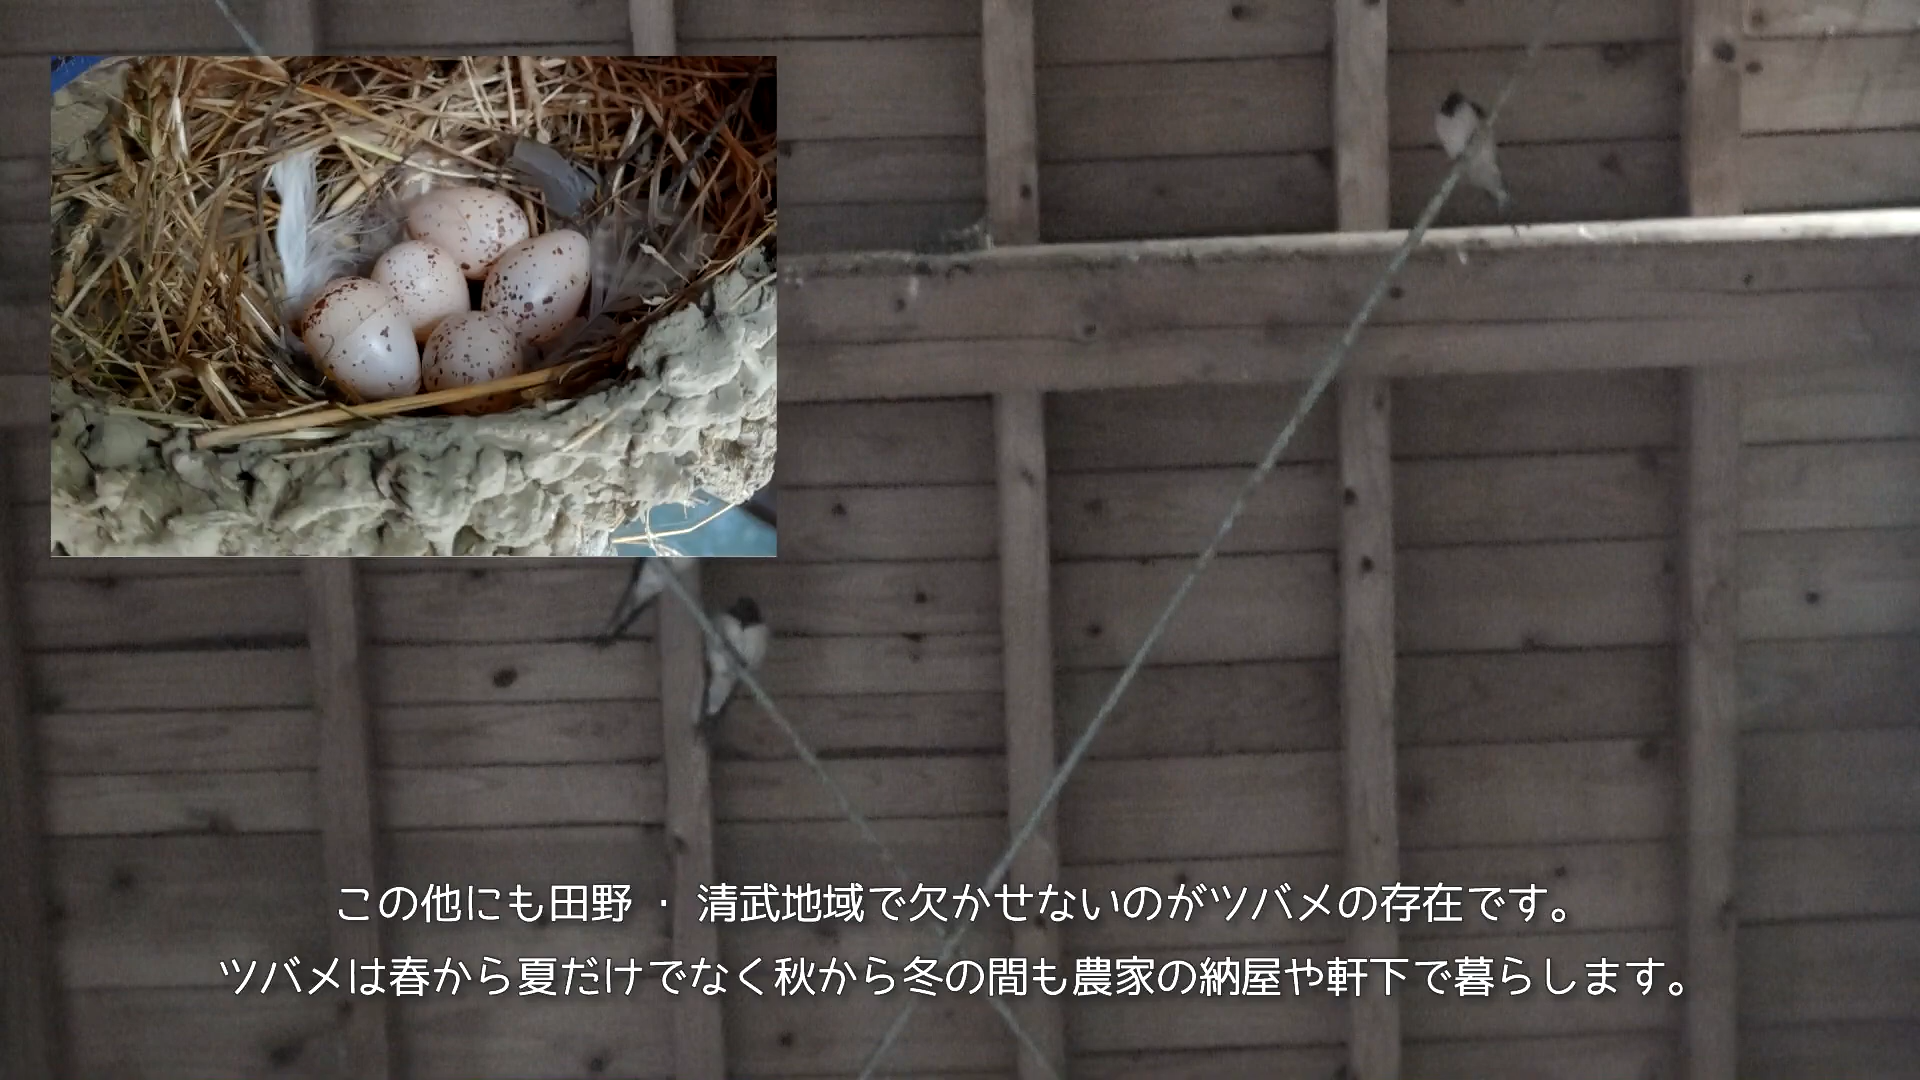 この他にも田野 · 清武地域で欠かせないのがツバメの存在です。
ツバメは春から夏だけでなく秋から冬の間も農家の納屋や軒下で暮らします。